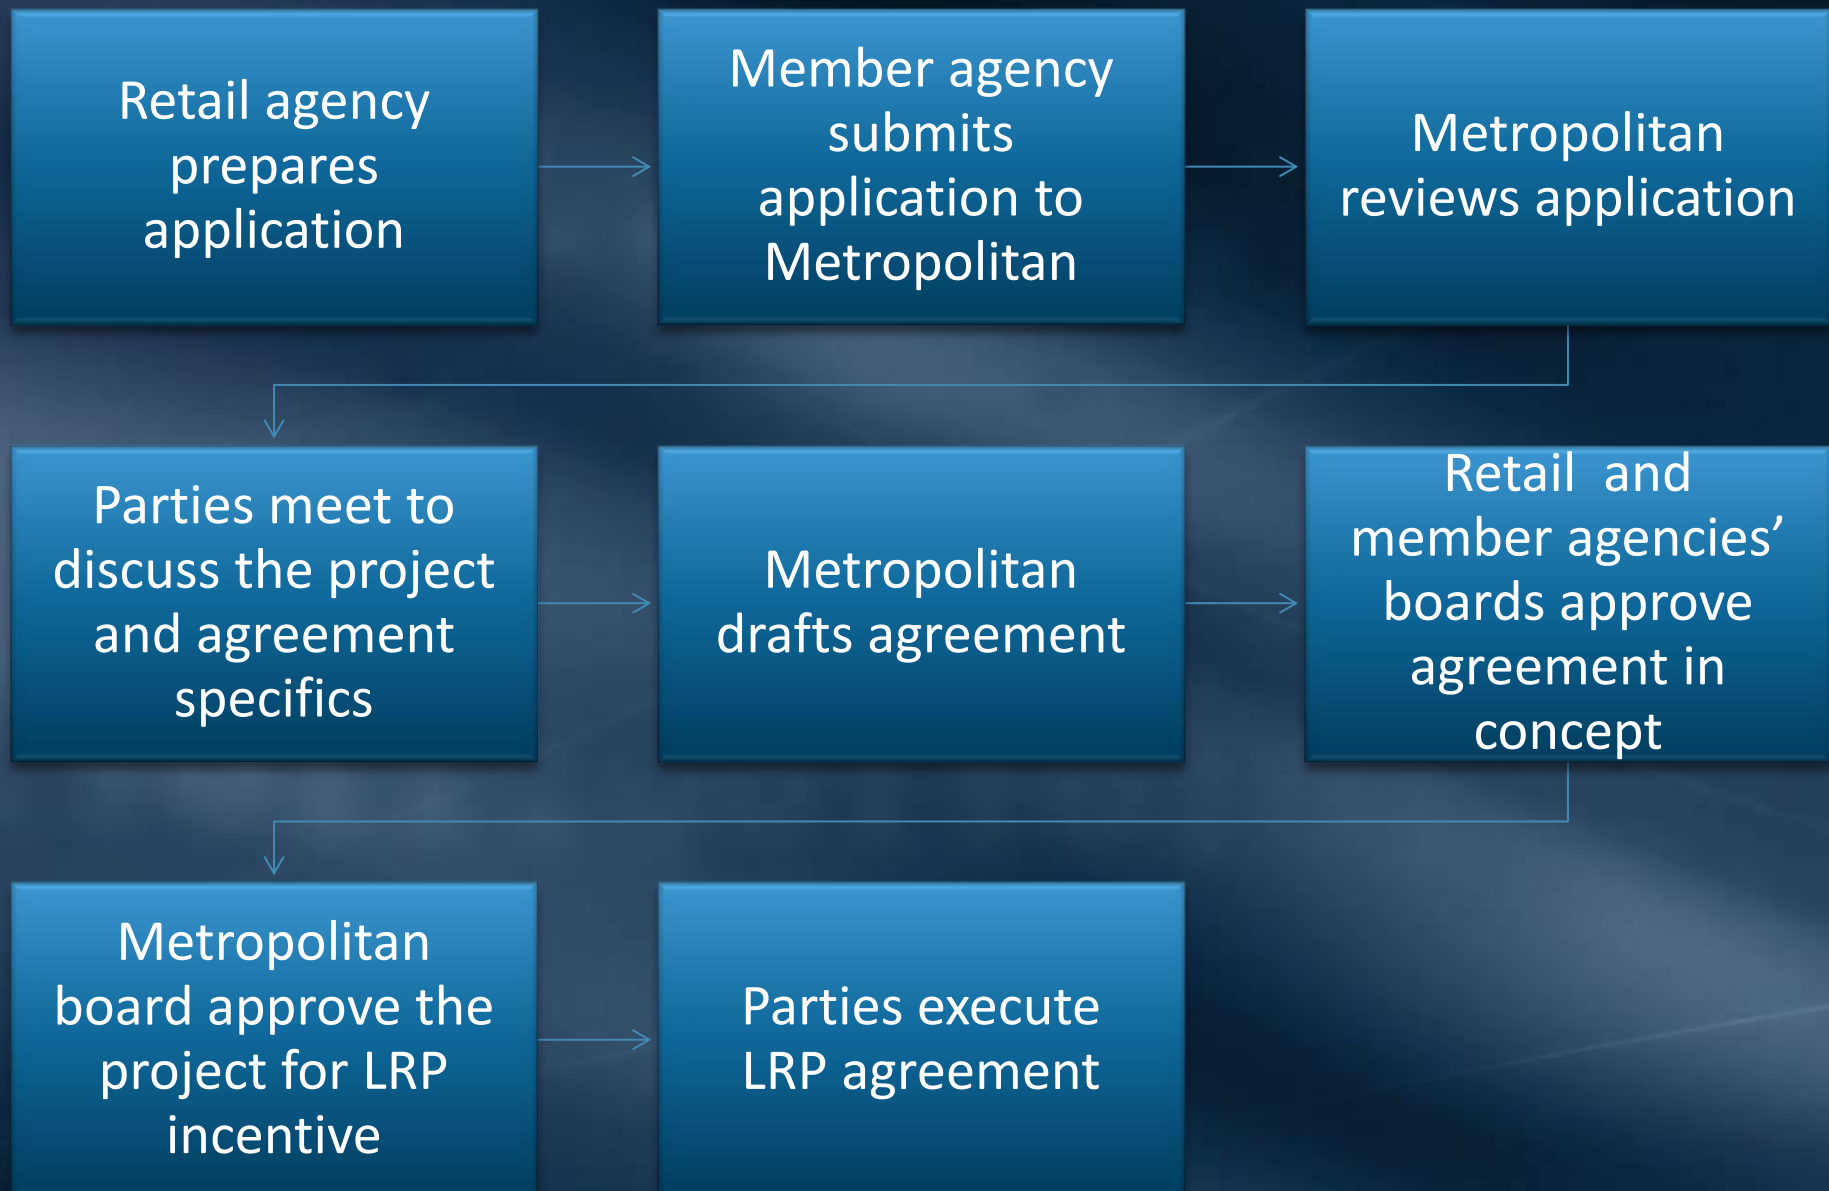 Retail agency
prepares
application
Member agency
submits
application to
Metropolitan
Metropolitan
reviews application
Parties meet to
discuss the project
and agreement
specifics
Metropolitan
drafts agreement
Retail  and
member agencies’
boards approve
agreement in
concept
Metropolitan
board approve the
project for LRP
incentive
Parties execute
LRP agreement